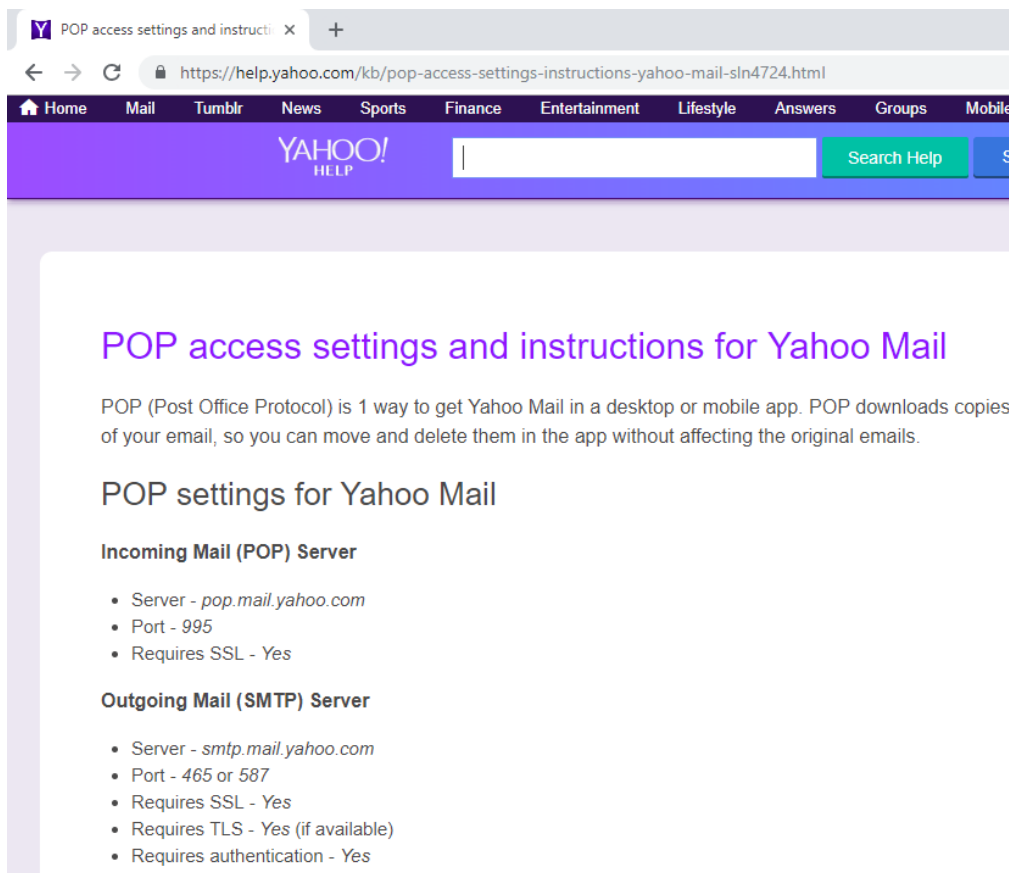 POP access settings and instructi
https://help.yahoo.com/kb/pop-access-settings-instructions-yahoo-mail-sln4724.html
Home Mail Tumblr News Sports Finance Entertainment Lifestyle Answers Groups Mobile
YAHOO!
HELP
Search Help S
POP access settings and instructions for Yahoo Mail
POP (Post Office Protocol) is 1 way to get Yahoo Mail in a desktop or mobile app. POP downloads copies
of your email, so you can move and delete them in the app without affecting the original emails.
POP settings for Yahoo Mail
Incoming Mail (POP) Server
• Server - pop.mail.yahoo.com
• Port - 995
• Requires SSL - Yes
Outgoing Mail (SMTP) Server
• Server - smtp.mail.yahoo.com
• Port - 465 or 587
• Requires SSL - Yes
• Requires TLS - Yes (if available)
• Requires authentication - Yes